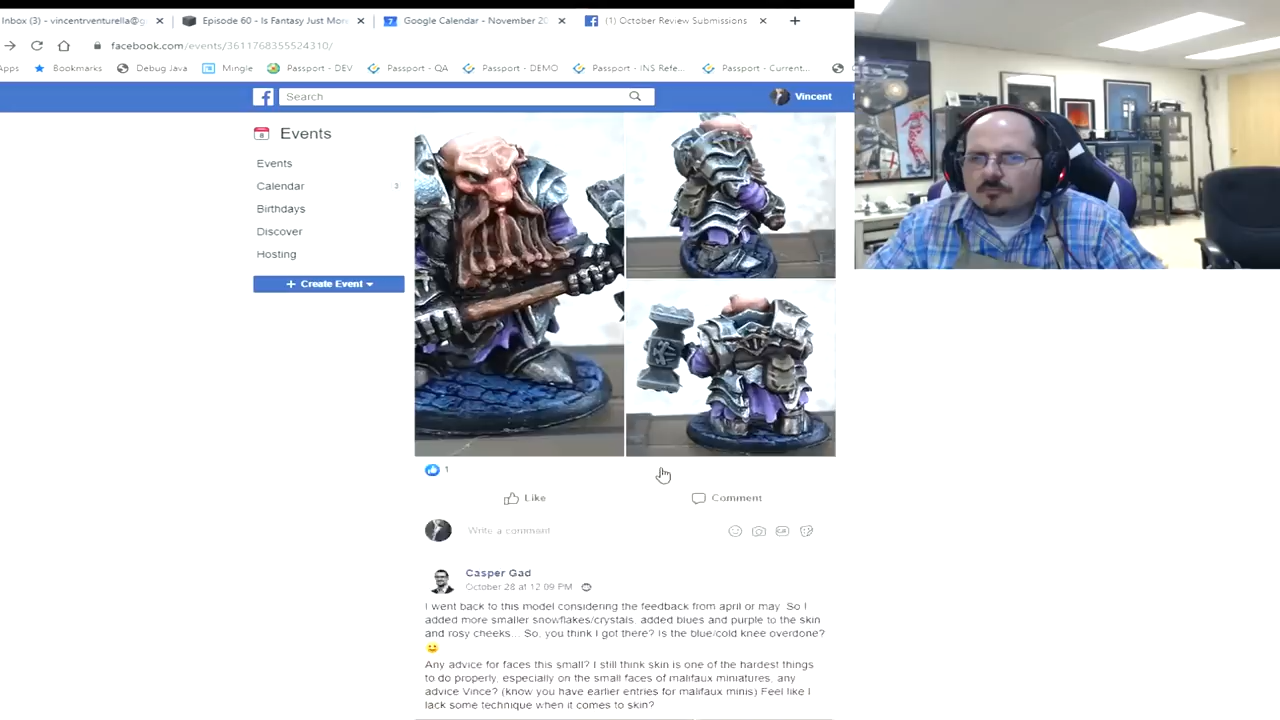 Inbox (3) - vincentrventurella@g
Episode 60 - Is Fantasy Just More
Google Calendar - November 20
(1) October Review Submissions
facebook.com/events/3611768355524310/
Apps
Bookmarks
Debug Java
Mingle
Passport - DEV
Passport - QA
Passport - DEMO
Passport - INS Refe...
Passport - Current...
Search
Vincent
Events
Events
Calendar
3
Birthdays
Discover
Hosting
+ Create Event
1
Like
Comment
Write a comment
Casper Gad
October 28 at 12:09 PM
I went back to this model considering the feedback from april or may. So I
added more smaller snowflakes/crystals, added blues and purple to the skin
and rosy cheeks... So, you think I got there? Is the blue/cold knee overdone?
Any advice for faces this small? I still think skin is one of the hardest things
to do properly, especially on the small faces of malifaux miniatures, any
advice Vince? (know you have earlier entries for malifaux minis) Feel like I
lack some technique when it comes to skin?